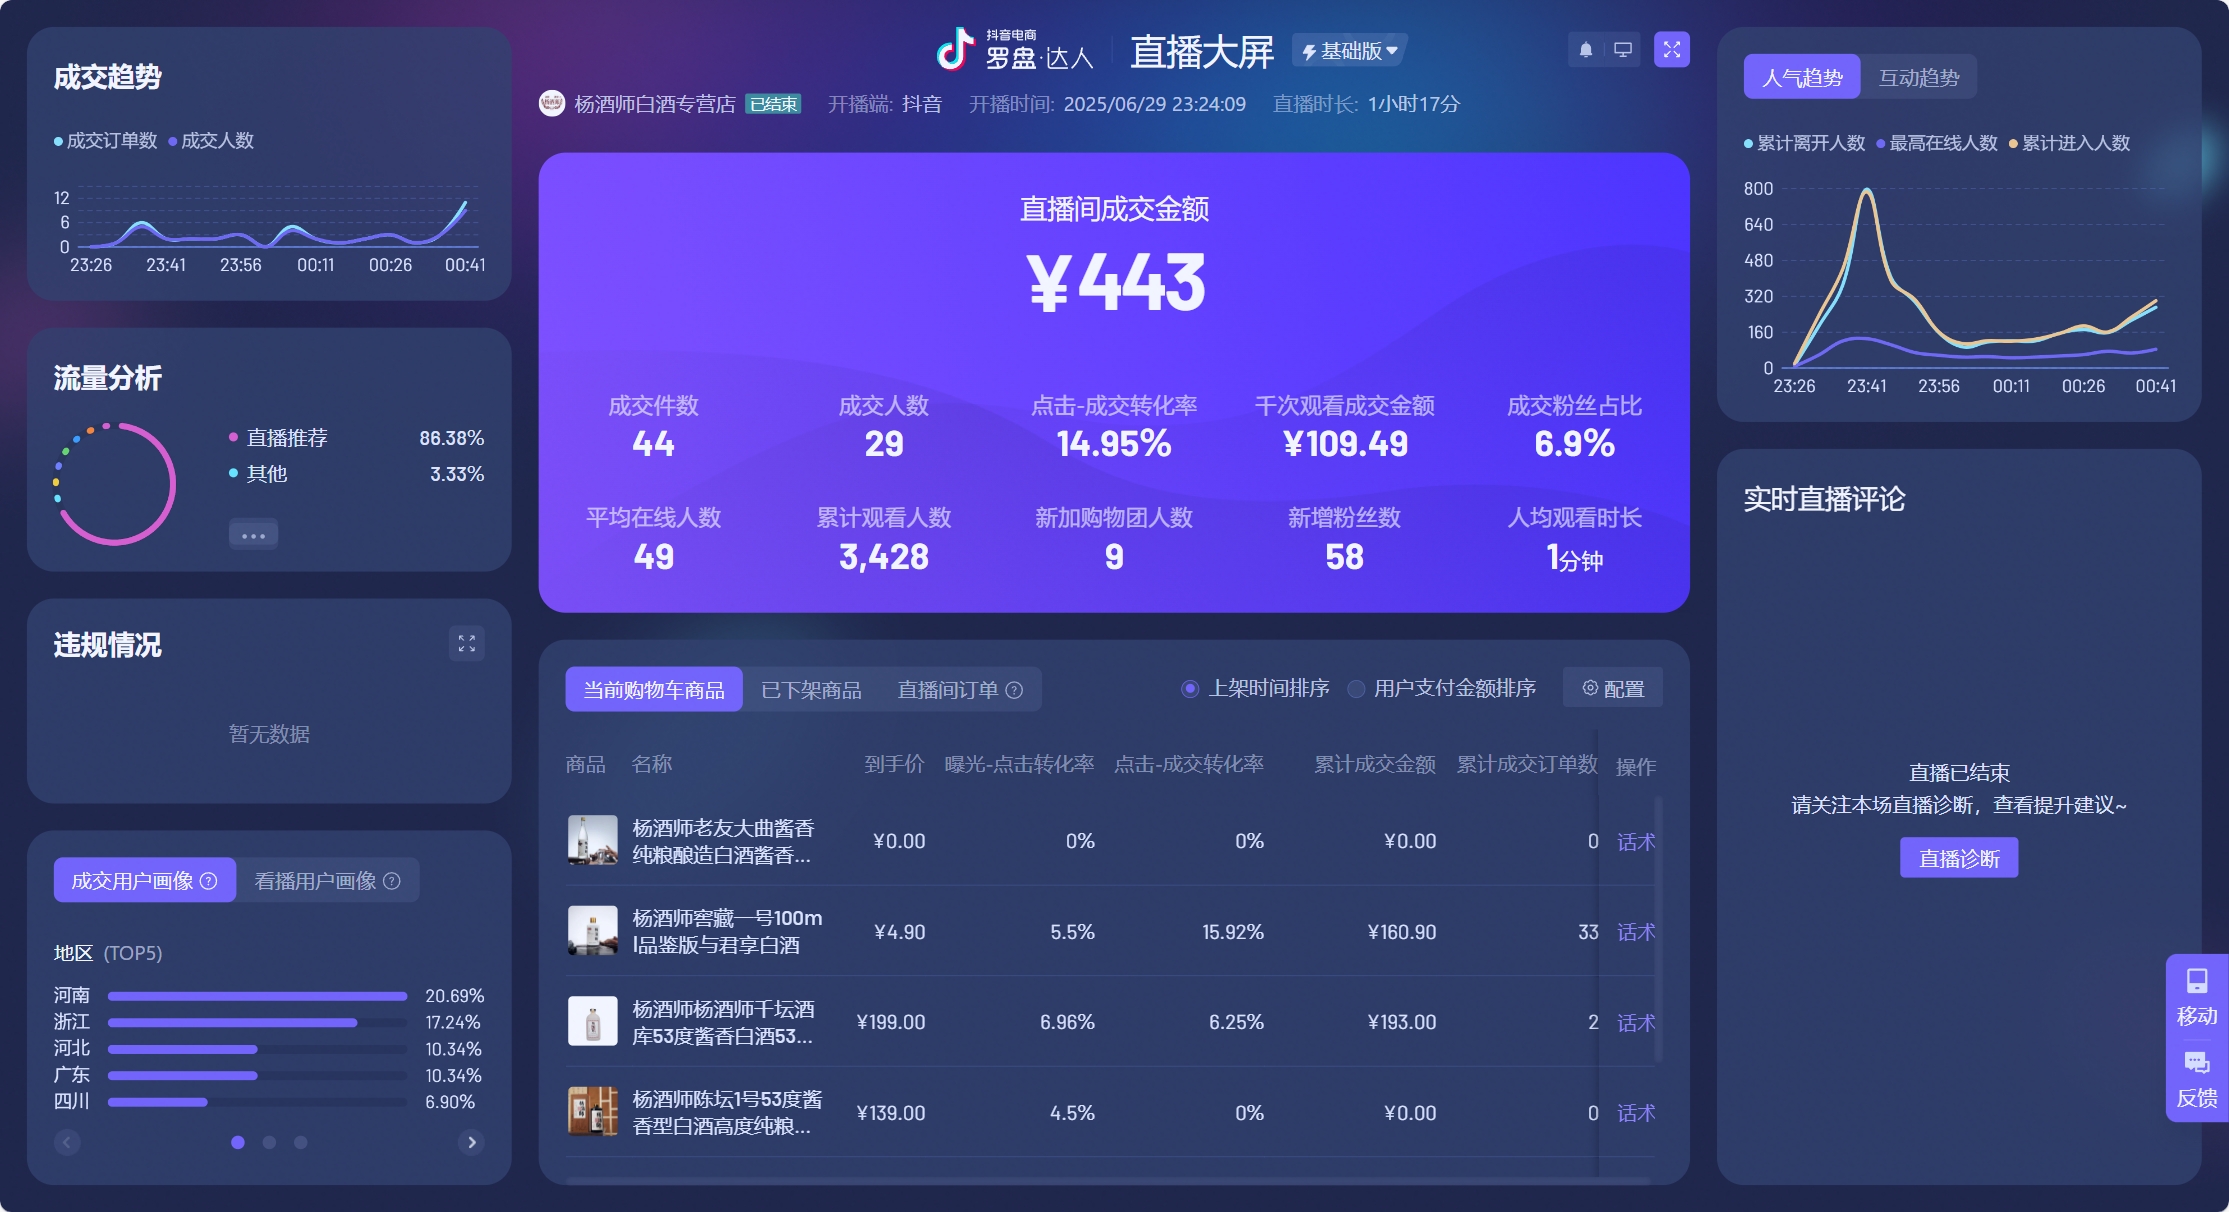 成交趋势
成交订单数 成交人数
12
6
0
23:26 23:41 23:56 00:11 00:26 00:41
流量分析
直播推荐 86.38%
其他 3.33%
...
违规情况
暂无数据
成交用户画像 ? 看播用户画像 ?
地区 (TOP5)
河南 20.69%
浙江 17.24%
河北 10.34%
广东 10.34%
四川 6.90%
抖音电商
罗盘·达人
直播大屏
基础版
杨酒师白酒专营店 已结束 开播端: 抖音 开播时间: 2025/06/29 23:24:09 直播时长: 1小时17分
直播间成交金额
¥443
成交件数 成交人数 点击-成交转化率 千次观看成交金额 成交粉丝占比
44 29 14.95% ¥109.49 6.9%
平均在线人数 累计观看人数 新加购物团人数 新增粉丝数 人均观看时长
49 3,428 9 58 1分钟
当前购物车商品 已下架商品 直播间订单 ? 上架时间排序 用户支付金额排序 配置
商品 名称 到手价 曝光-点击转化率 点击-成交转化率 累计成交金额 累计成交订单数 操作
杨酒师老友大曲酱香
纯粮酿造白酒酱香... ¥0.00 0% 0% ¥0.00 0 话术
杨酒师窖藏一号100m
l品鉴版与君享白酒 ¥4.90 5.5% 15.92% ¥160.90 33 话术
杨酒师杨酒师千坛酒
库53度酱香白酒53... ¥199.00 6.96% 6.25% ¥193.00 2 话术
杨酒师陈坛1号53度酱
香型白酒高度纯粮... ¥139.00 4.5% 0% ¥0.00 0 话术
人气趋势 互动趋势
累计离开人数 最高在线人数 累计进入人数
800
640
480
320
160
0
23:26 23:41 23:56 00:11 00:26 00:41
实时直播评论
直播已结束
请关注本场直播诊断，查看提升建议~
直播诊断
移动
反馈